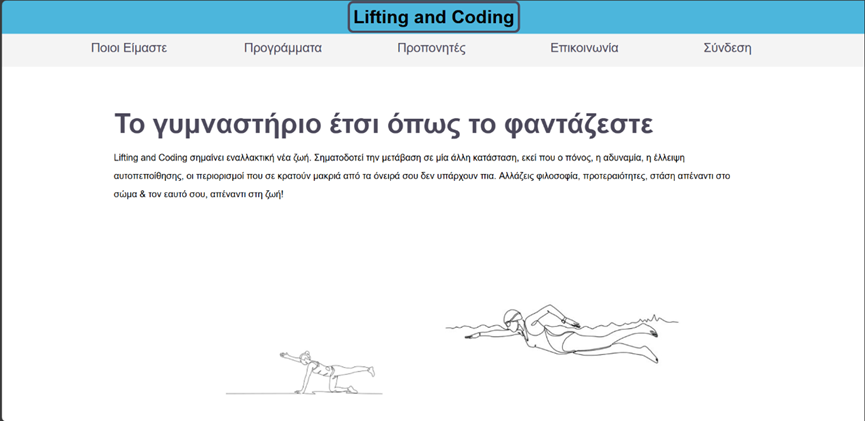 Lifting and Coding
Ποιοι Είμαστε Προγράμματα Προπονητές Επικοινωνία Σύνδεση
Το γυμναστήριο έτσι όπως το φαντάζεστε
Lifting and Coding σημαίνει εναλλακτική νέα ζωή. Σηματοδοτεί την μετάβαση σε μία άλλη κατάσταση, εκεί που ο πόνος, η αδυναμία, η έλλειψη
αυτοπεποίθησης, οι περιορισμοί που σε κρατούν μακριά από τα όνειρά σου δεν υπάρχουν πια. Αλλάζεις φιλοσοφία, προτεραιότητες, στάση απέναντι στο
σώμα & τον εαυτό σου, απέναντι στη ζωή!